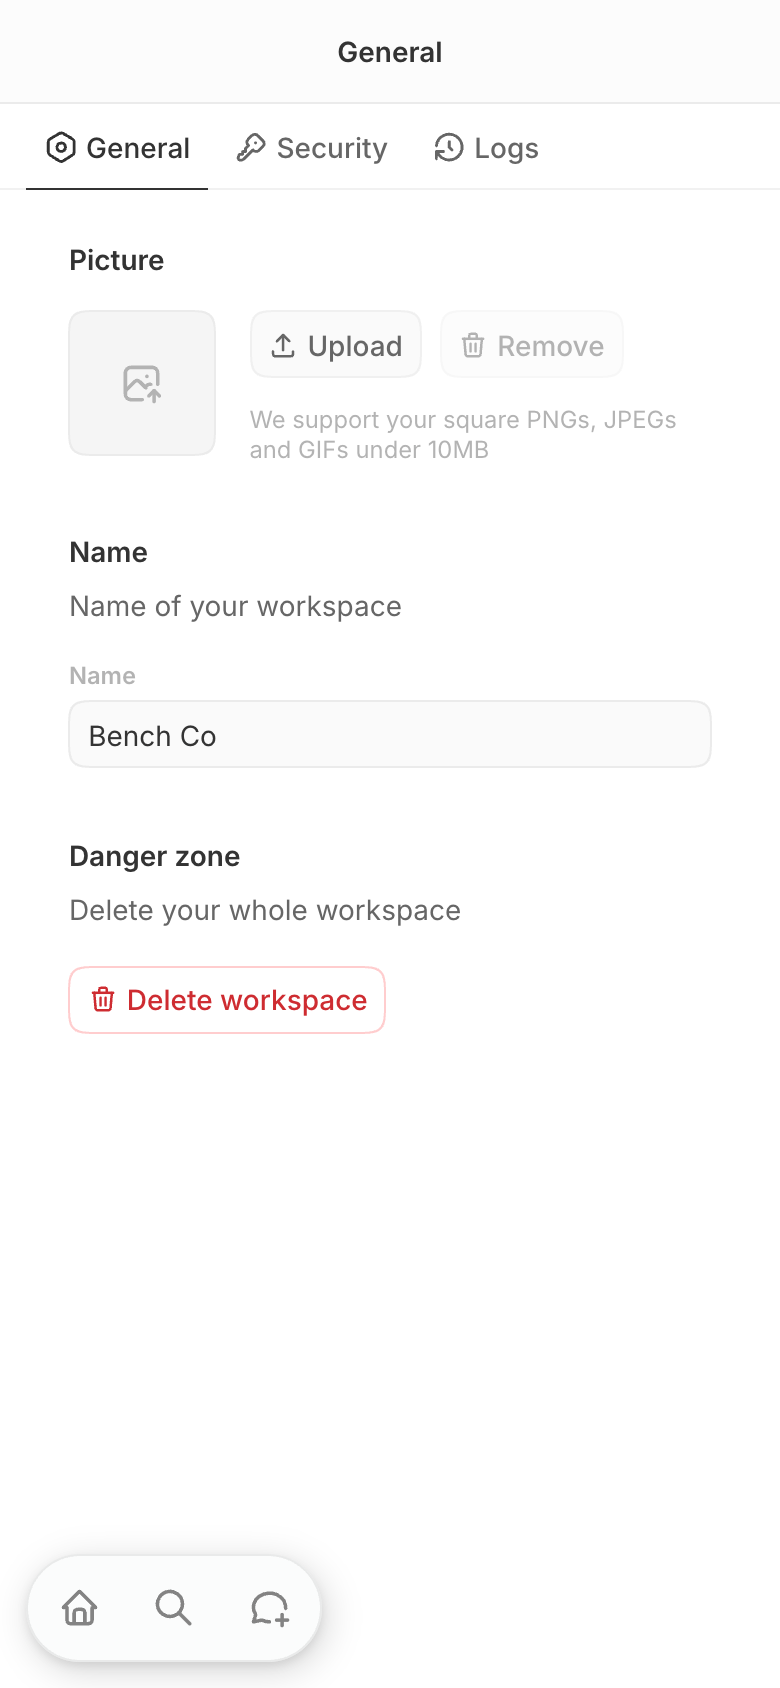 General
General Security Logs
Picture
Upload Remove
We support your square PNGs, JPEGs
and GIFs under 10MB
Name
Name of your workspace
Name
Bench Co
Danger zone
Delete your whole workspace
Delete workspace